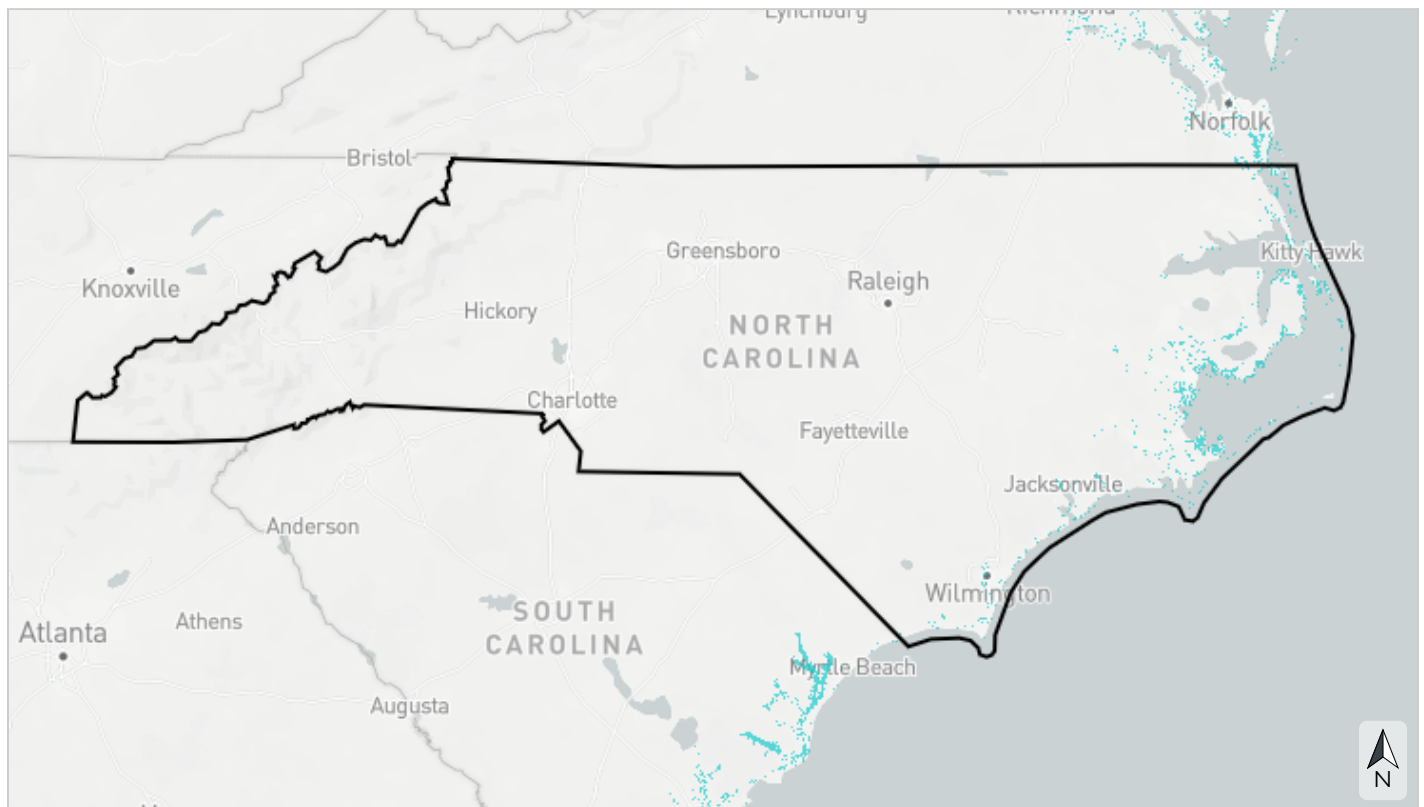 Lynchburg
Richmond
Norfolk
Bristol
Kitty Hawk
Greensboro
Knoxville
Raleigh
Hickory
NORTH
CAROLINA
Charlotte
Fayetteville
Jacksonville
Anderson
Wilmington
SOUTH
CAROLINA
Athens
Atlanta
Myrtle Beach
Augusta
N